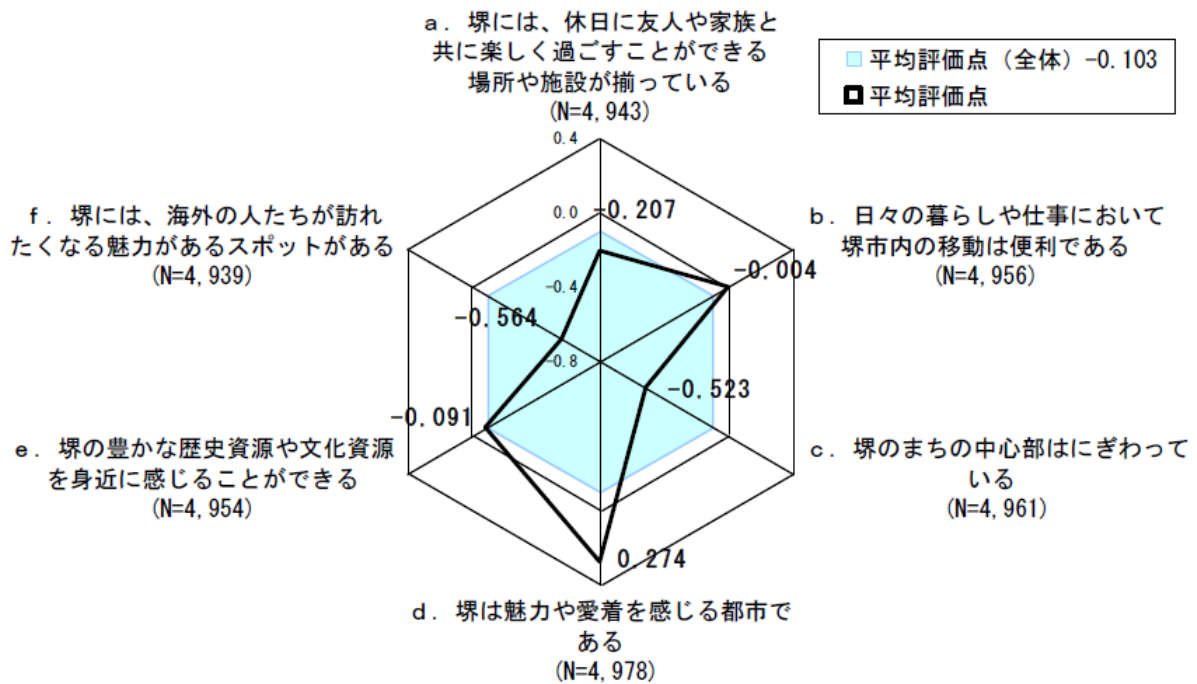 a．堺には、休日に友人や家族と
共に楽しく過ごすことができる
場所や施設が揃っている
(N=4,943)
平均評価点（全体）-0.103
平均評価点
0.4
0.0
-0.4
-0.8
-0.207
-0.004
-0.523
0.274
-0.091
-0.564
b．日々の暮らしや仕事において
堺市内の移動は便利である
(N=4,956)
c．堺のまちの中心部はにぎわって
いる
(N=4,961)
d．堺は魅力や愛着を感じる都市で
ある
(N=4,978)
e．堺の豊かな歴史資源や文化資源
を身近に感じることができる
(N=4,954)
f．堺には、海外の人たちが訪れ
たくなる魅力があるスポットがある
(N=4,939)